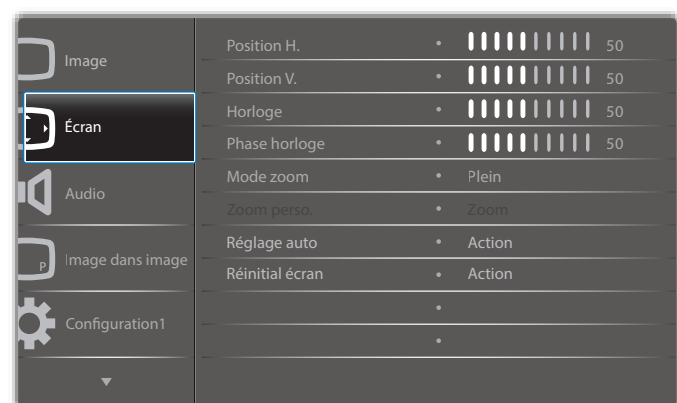 Image
Écran
Audio
P
Image dans image
Configuration1
Position H. • 50
Position V. • 50
Horloge • 50
Phase horloge • 50
Mode zoom • Plein
Zoom perso. • Zoom
Réglage auto • Action
Réinitial écran • Action
•
•